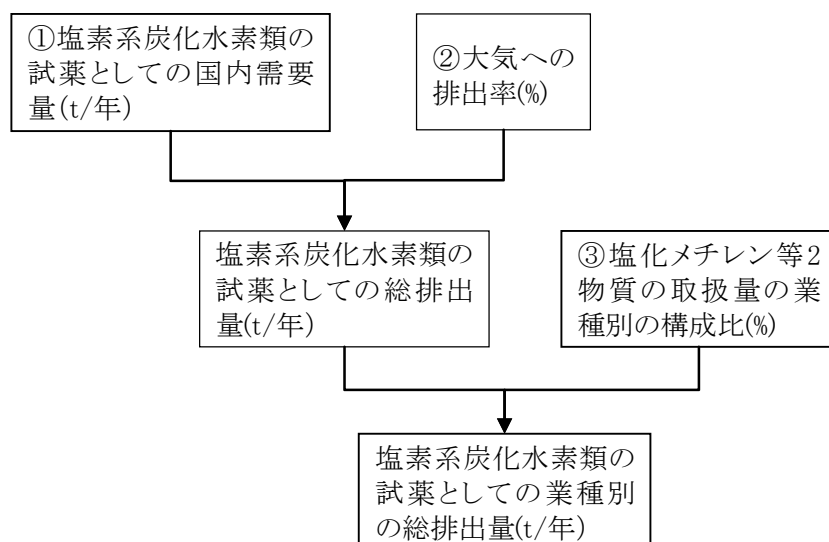 ①塩素系炭化水素類の
試薬としての国内需要
量(t/年)
②大気への
排出率(%)
塩素系炭化水素類の
試薬としての総排出
量(t/年)
③塩化メチレン等2
物質の取扱量の業
種別の構成比(%)
塩素系炭化水素類の
試薬としての業種別
の総排出量(t/年)